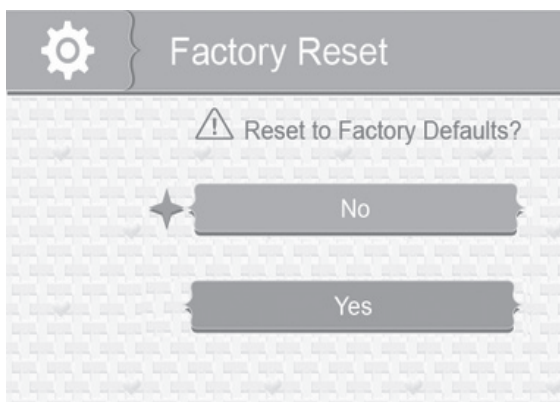 Factory Reset
Reset to Factory Defaults?
No
Yes